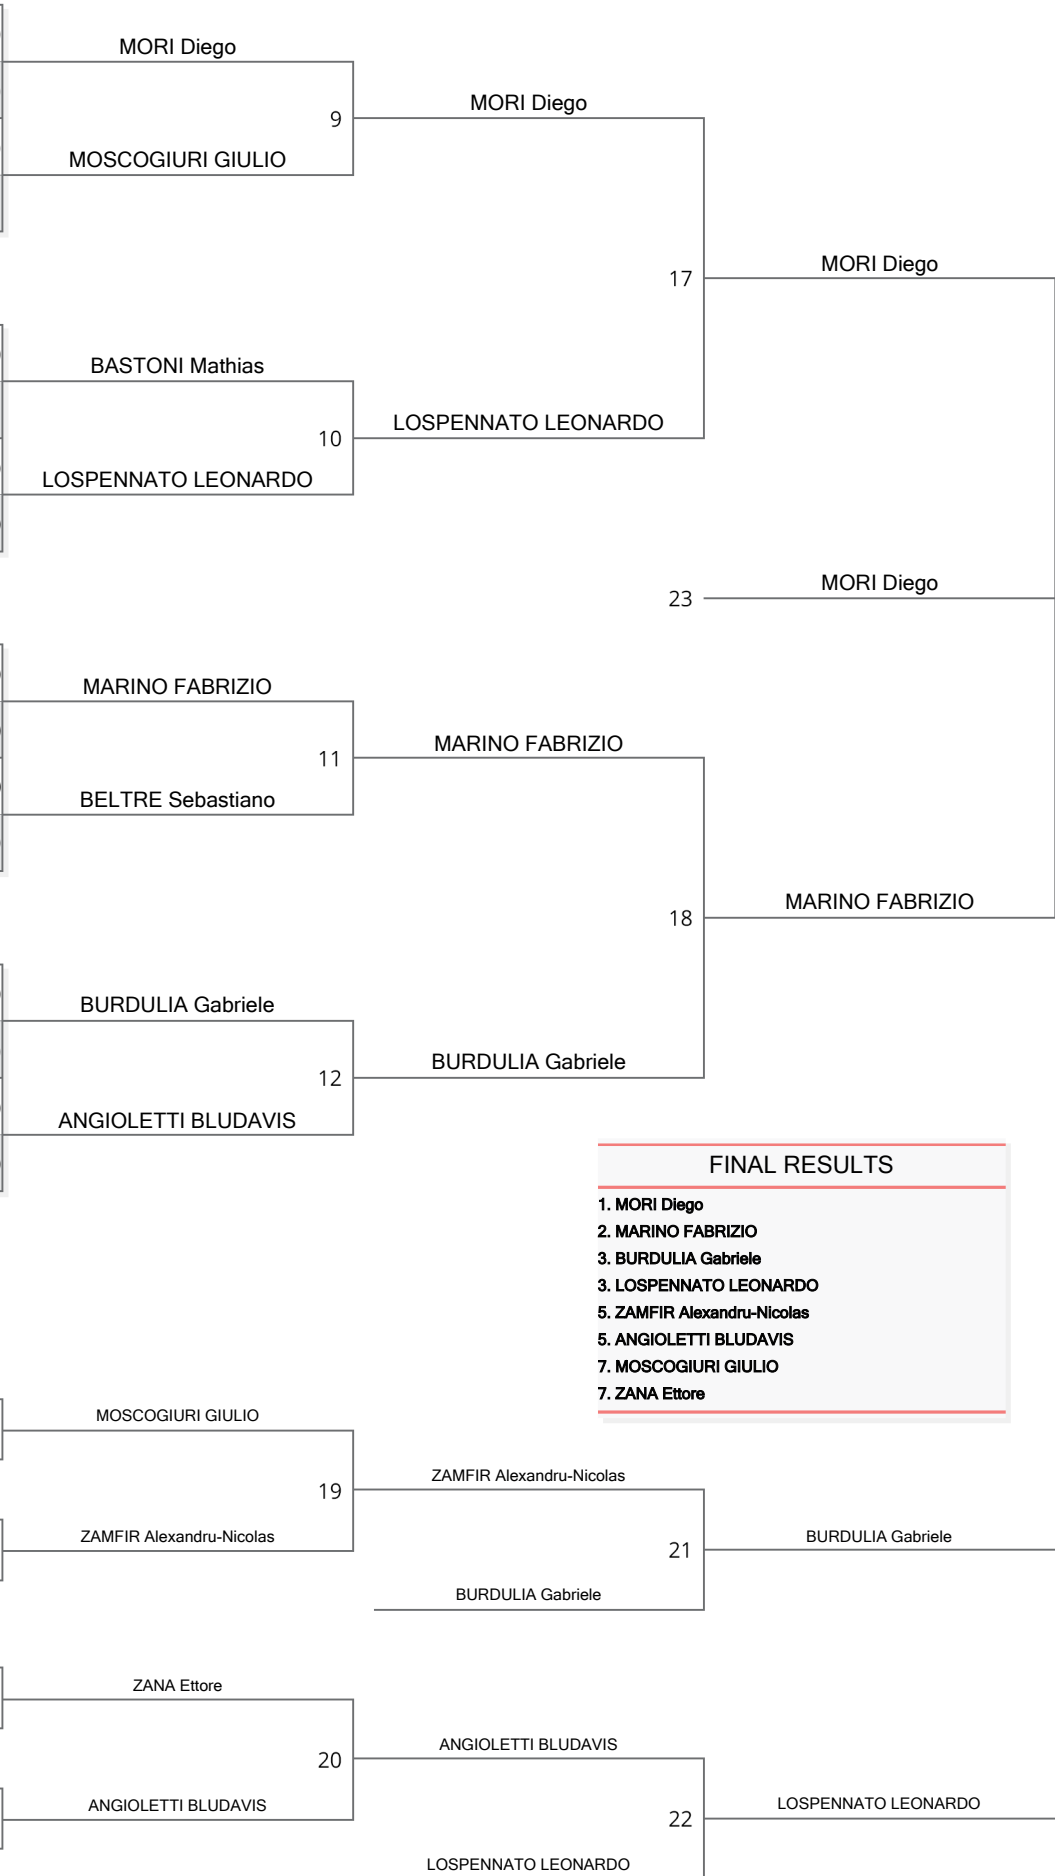 MORI Diego
MORI Diego
9
MOSCOGIURI GIULIO
MORI Diego
17
BASTONI Mathias
LOSPENNATO LEONARDO
10
LOSPENNATO LEONARDO
MORI Diego
23
MARINO FABRIZIO
MARINO FABRIZIO
11
BELTRE Sebastiano
MARINO FABRIZIO
18
BURDULIA Gabriele
BURDULIA Gabriele
12
ANGIOLETTI BLUDAVIS
FINAL RESULTS
1. MORI Diego
2. MARINO FABRIZIO
3. BURDULIA Gabriele
3. LOSPENNATO LEONARDO
5. ZAMFIR Alexandru-Nicolas
5. ANGIOLETTI BLUDAVIS
7. MOSCOGIURI GIULIO
7. ZANA Ettore
MOSCOGIURI GIULIO
ZAMFIR Alexandru-Nicolas
19
ZAMFIR Alexandru-Nicolas
BURDULIA Gabriele
21
BURDULIA Gabriele
ZANA Ettore
ANGIOLETTI BLUDAVIS
20
ANGIOLETTI BLUDAVIS
LOSPENNATO LEONARDO
22
LOSPENNATO LEONARDO